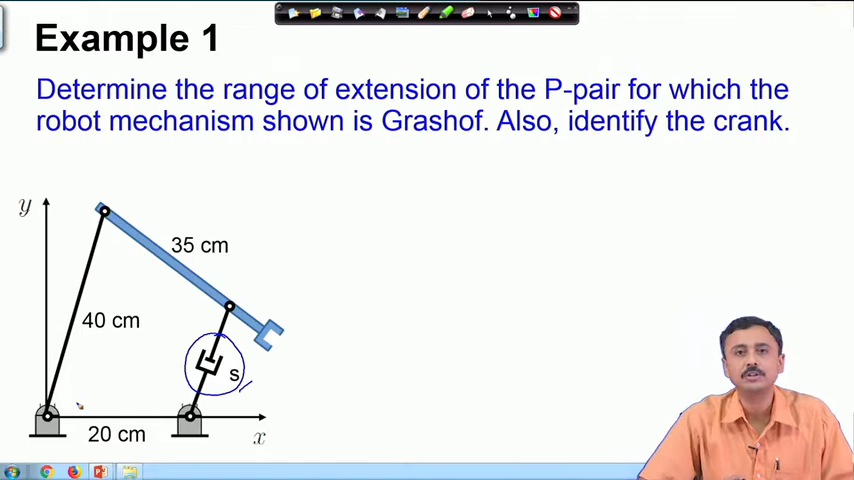 Example 1
Determine the range of extension of the P-pair for which the
robot mechanism shown is Grashof. Also, identify the crank.
y
35 cm
40 cm
s
20 cm
x